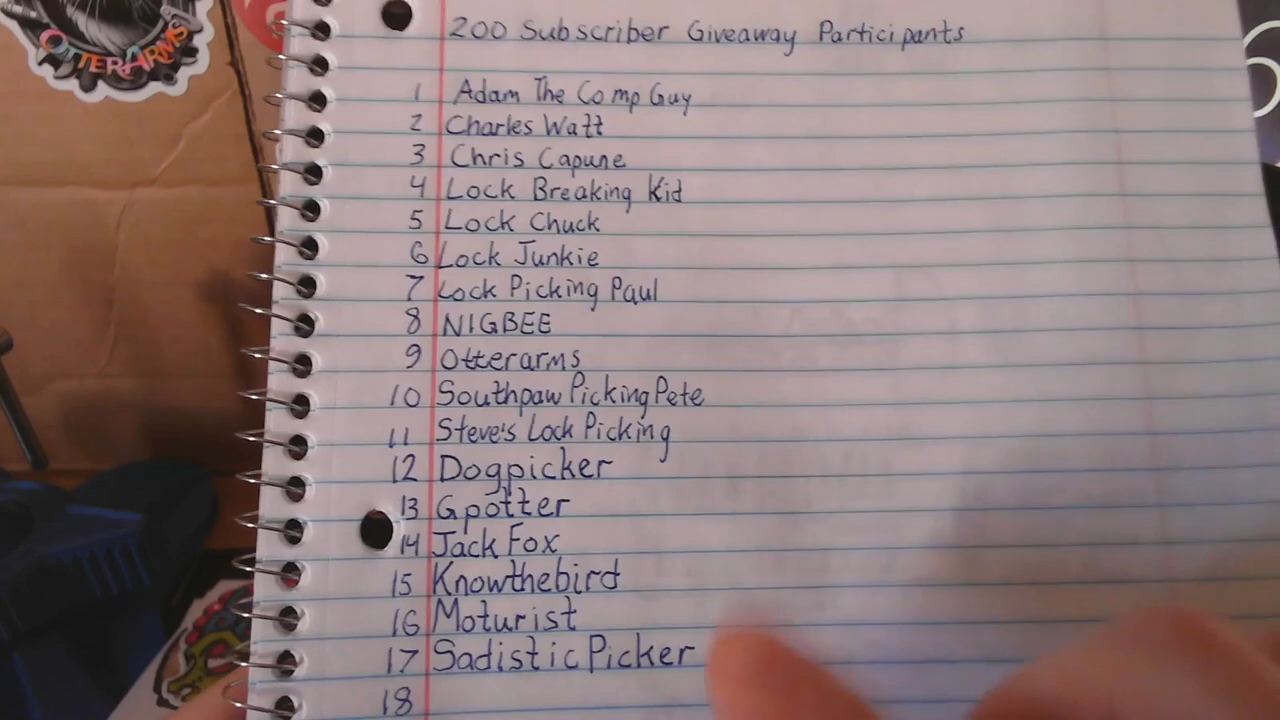 OTTERARMS
200 Subscriber Giveaway Participants
1 Adam The Comp Guy
2 Charles Watt
3 Chris Capune
4 Lock Breaking Kid
5 Lock Chuck
6 Lock Junkie
7 Lock Picking Paul
8 NIGBEE
9 Otterarms
10 Southpaw Picking Pete
11 Steve's Lock Picking
12 Dogpicker
13 Gpotter
14 Jack Fox
15 Knowthebird
16 Moturist
17 Sadistic Picker
18